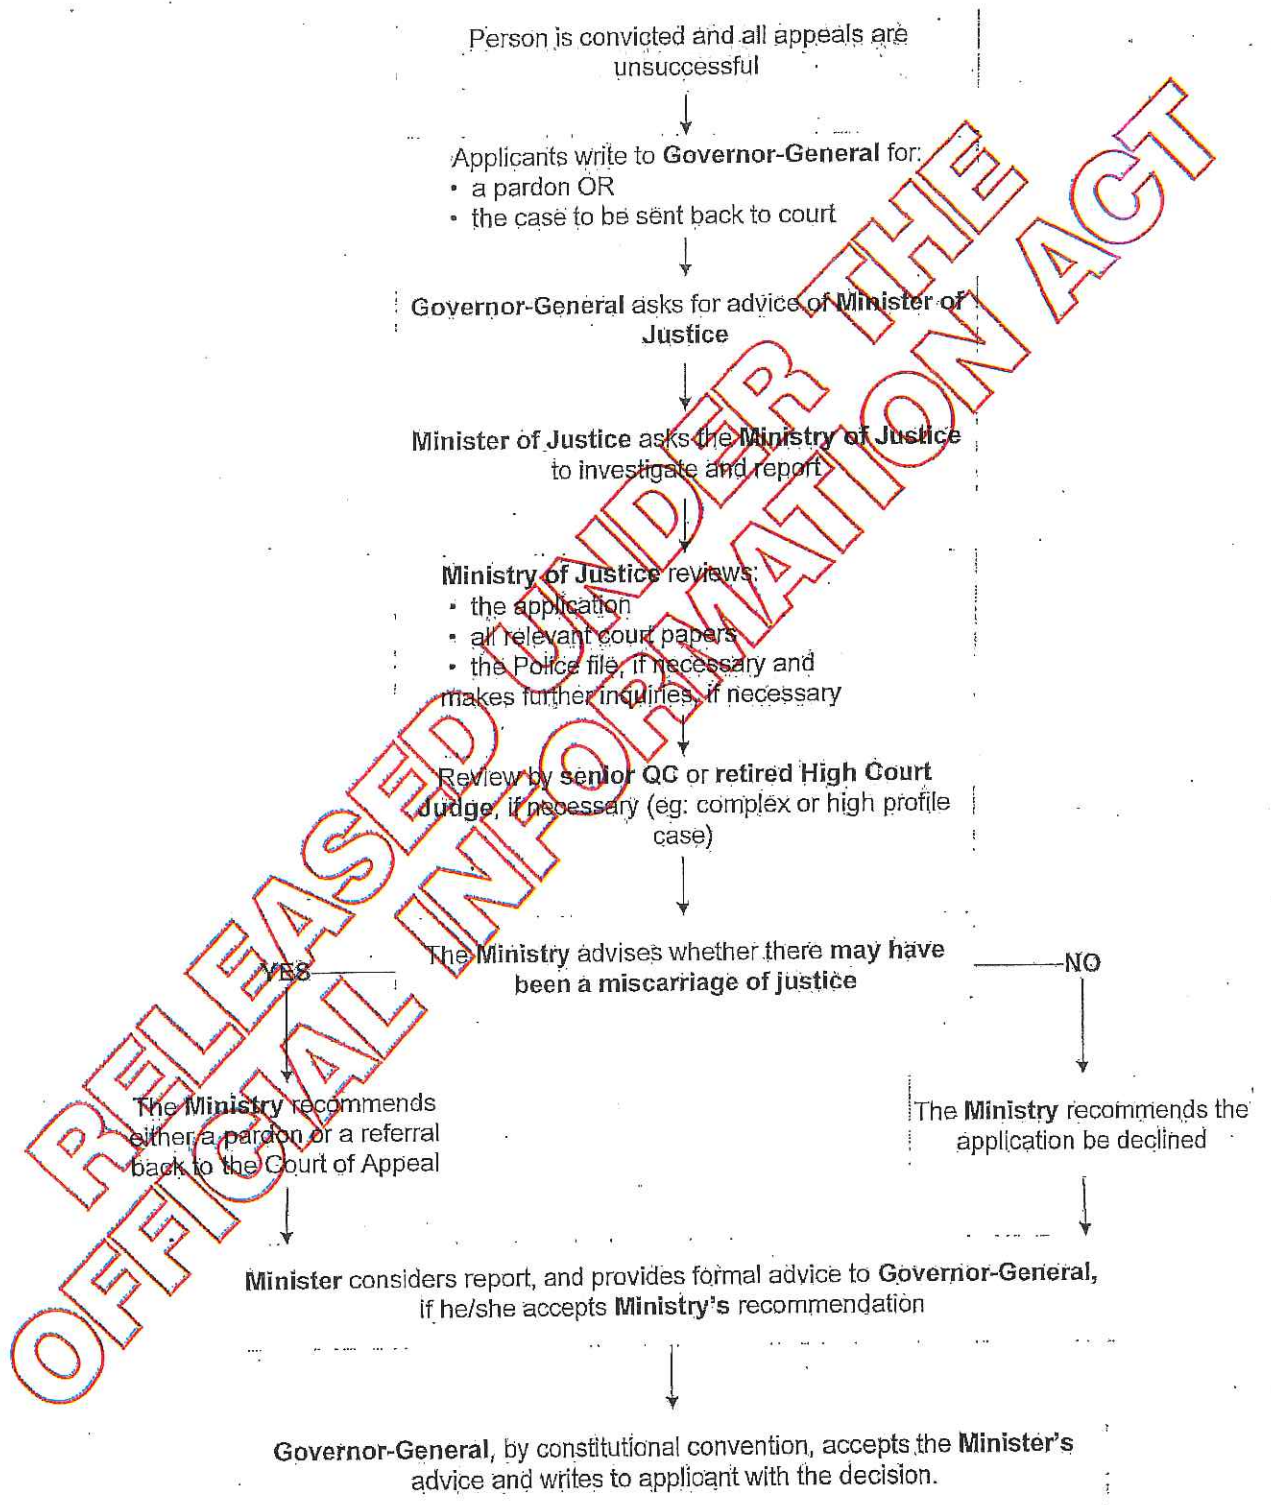 Person is convicted and all appeals are
unsuccessful
Applicants write to Governor-General for:
• a pardon OR
• the case to be sent back to court
Governor-General asks for advice of Minister of
Justice
Minister of Justice asks the Ministry of Justice
to investigate and report
Ministry of Justice reviews:
• the application
• all relevant court papers
• the Police file, if necessary and
makes further inquiries, if necessary
Review by senior QC or retired High Court
Judge, if necessary (eg: complex or high profile
case)
The Ministry advises whether there may have
been a miscarriage of justice
YES
NO
The Ministry recommends
either a pardon or a referral
back to the Court of Appeal
The Ministry recommends the
application be declined
Minister considers report, and provides formal advice to Governor-General,
if he/she accepts Ministry's recommendation
Governor-General, by constitutional convention, accepts the Minister's
advice and writes to applicant with the decision.
RELEASED UNDER THE
OFFICIAL INFORMATION ACT